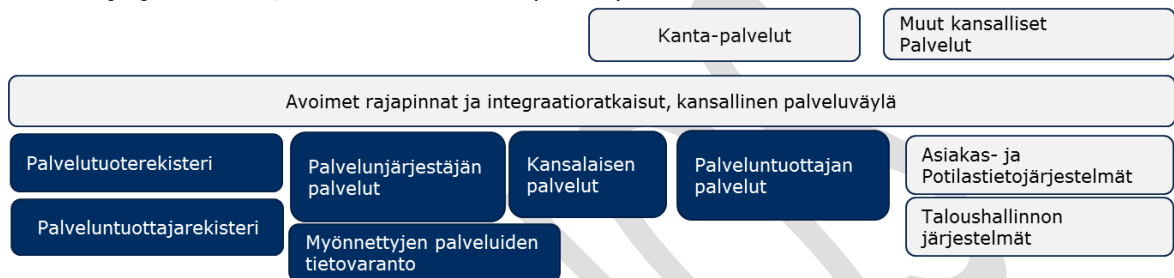 Kanta-palvelut
Muut kansalliset
Palvelut
Avoimet rajapinnat ja integraatioratkaisut, kansallinen palveluväylä
Palvelutuoterekisteri
Palvelunjärjestäjän
palvelut
Kansalaisen
palvelut
Palveluntuottajan
palvelut
Asiakas- ja
Potilastietojärjestelmät
Palveluntuottajarekisteri
Myönnettyjen palveluiden
tietovaranto
Taloushallinnon
järjestelmät